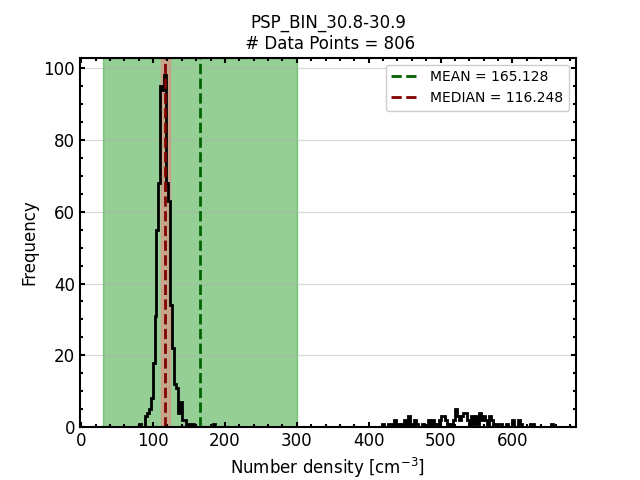 PSP_BIN_30.8-30.9
# Data Points = 806
MEAN = 165.128
MEDIAN = 116.248
Frequency
100
80
60
40
20
0
0 100 200 300 400 500 600
Number density [cm⁻³]